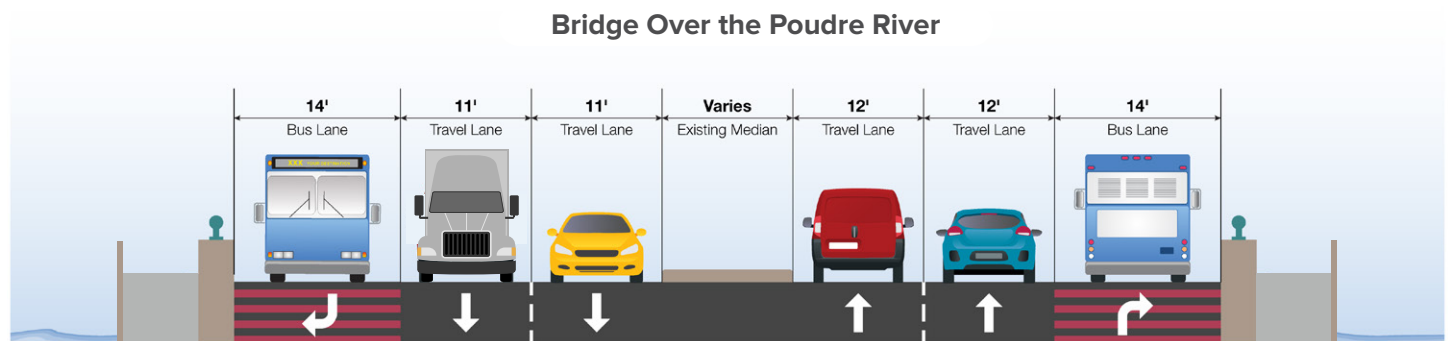 Bridge Over the Poudre River
14'
Bus Lane
11'
Travel Lane
11'
Travel Lane
Varies
Existing Median
12'
Travel Lane
12'
Travel Lane
14'
Bus Lane
XXX